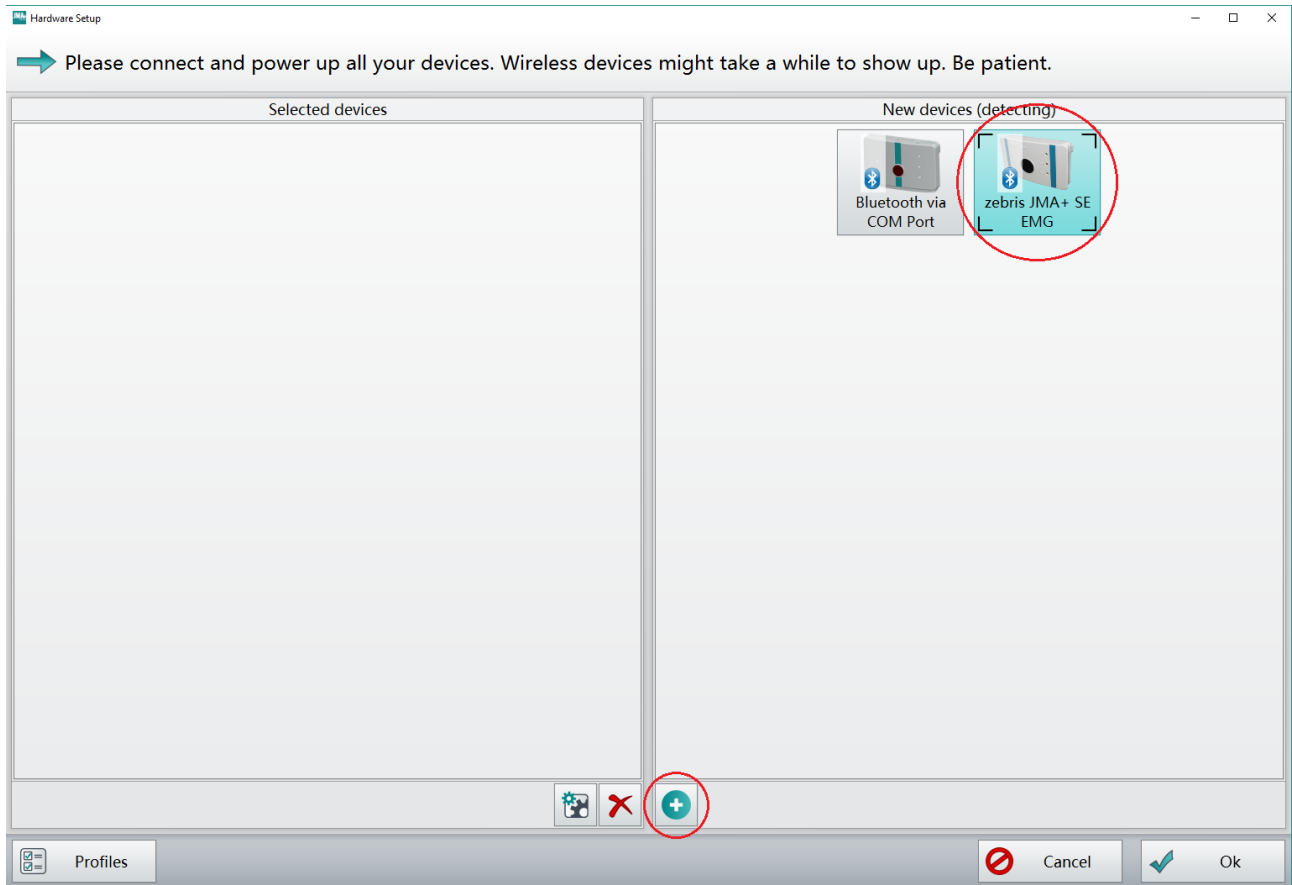 JMA+ Hardware Setup
Please connect and power up all your devices. Wireless devices might take a while to show up. Be patient.
Selected devices
New devices (detecting)
Bluetooth via
COM Port
zebris JMA+ SE
EMG
Profiles
Cancel
Ok